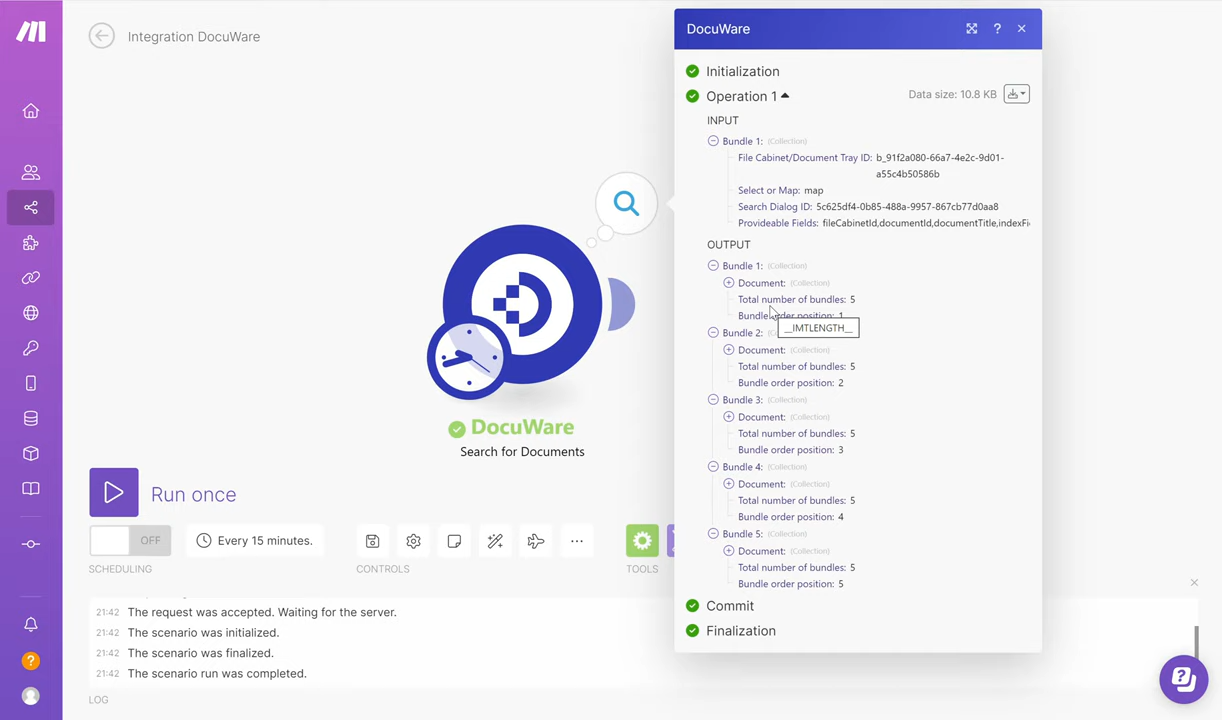 Integration DocuWare
DocuWare
?
Initialization
Operation 1
Data size: 10.8 KB
INPUT
Bundle 1: (Collection)
File Cabinet/Document Tray ID: b_91f2a080-66a7-4e2c-9d01-
a55c4b50586b
Select or Map: map
Search Dialog ID: 5c625df4-0b85-488a-9957-867cb77d0aa8
Provideable Fields: fileCabinetId,documentId,documentTitle,indexFi
OUTPUT
Bundle 1: (Collection)
Document: (Collection)
Total number of bundles: 5
Bundle order position: 1
__IMTLENGTH__
Bundle 2:
Document: (Collection)
Total number of bundles: 5
Bundle order position: 2
Bundle 3: (Collection)
Document: (Collection)
Total number of bundles: 5
Bundle order position: 3
Bundle 4: (Collection)
Document: (Collection)
Total number of bundles: 5
Bundle order position: 4
Bundle 5: (Collection)
Document: (Collection)
Total number of bundles: 5
Bundle order position: 5
Commit
Finalization
DocuWare
Search for Documents
Run once
OFF
Every 15 minutes.
SCHEDULING
CONTROLS
TOOLS
21:42 The request was accepted. Waiting for the server.
21:42 The scenario was initialized.
21:42 The scenario was finalized.
21:42 The scenario run was completed.
LOG
?
?